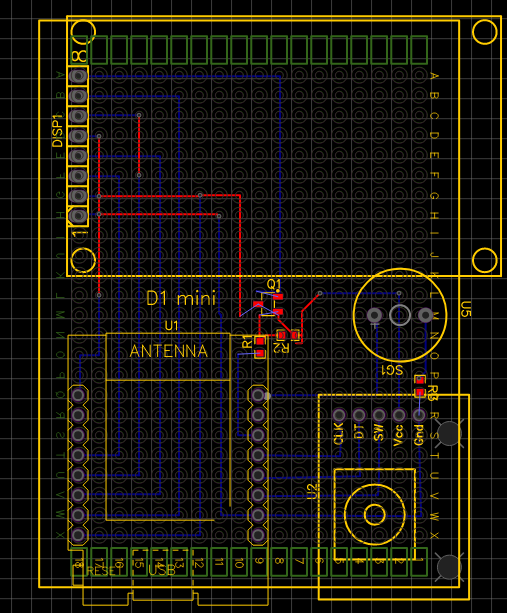 8
DISP1
1
A
B
C
D
E
F
G
H
I
J
K
L
M
N
O
P
Q
R
S
T
U
V
W
X
Q1
D1 mini
U1
ANTENNA
R1
R2
U5
SG1
R3
CLK
DT
SW
Vcc
Gnd
U2
RESET
USB
18 17 16 15 14 13 12 11 10 9 8 7 6 5 4 3 2 1